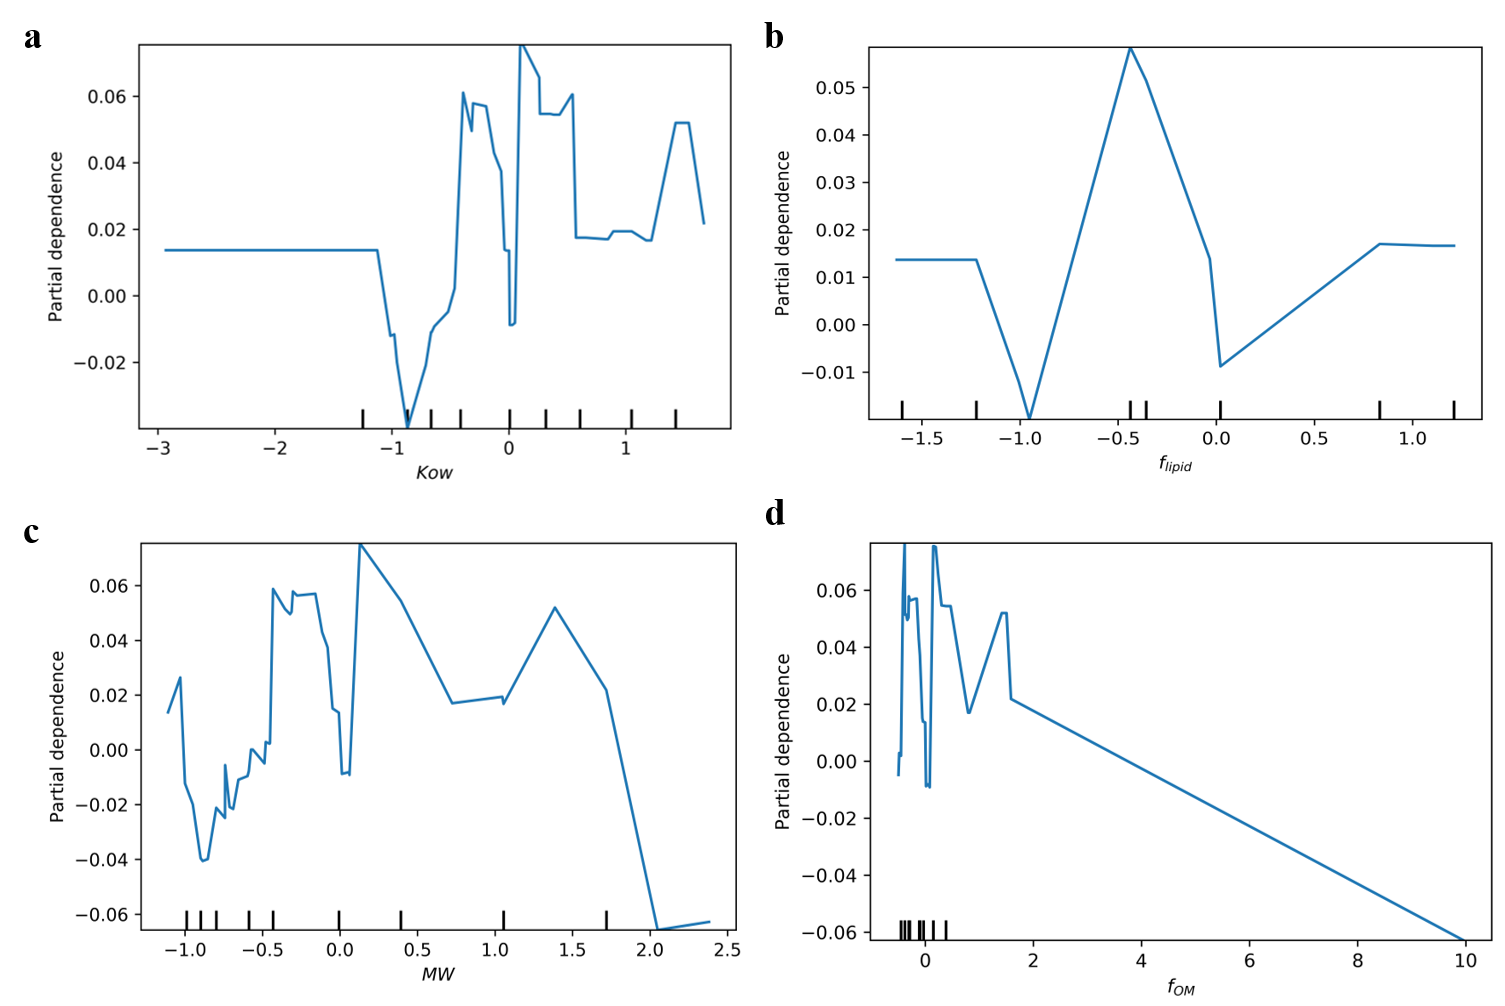 a
Partial dependence
0.06
0.04
0.02
0.00
−0.02
−3 −2 −1 0 1
Kow
b
Partial dependence
0.05
0.04
0.03
0.02
0.01
0.00
−0.01
−1.5 −1.0 −0.5 0.0 0.5 1.0
flipid
c
Partial dependence
0.06
0.04
0.02
0.00
−0.02
−0.04
−0.06
−1.0 −0.5 0.0 0.5 1.0 1.5 2.0 2.5
MW
d
Partial dependence
0.06
0.04
0.02
0.00
−0.02
−0.04
−0.06
0 2 4 6 8 10
fOM